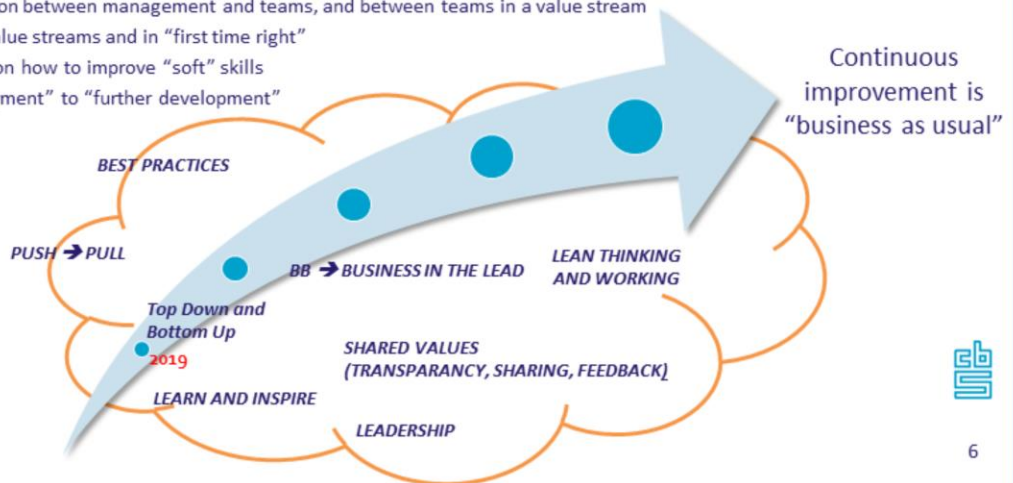 on between management and teams, and between teams in a value stream
lue streams and in “first time right”
on how to improve “soft” skills
ment” to “further development”
Continuous
improvement is
“business as usual”
BEST PRACTICES
PUSH ➔ PULL
BB ➔ BUSINESS IN THE LEAD
LEAN THINKING
AND WORKING
Top Down and
Bottom Up
2019
SHARED VALUES
(TRANSPARANCY, SHARING, FEEDBACK]
LEARN AND INSPIRE
LEADERSHIP
cbs
6